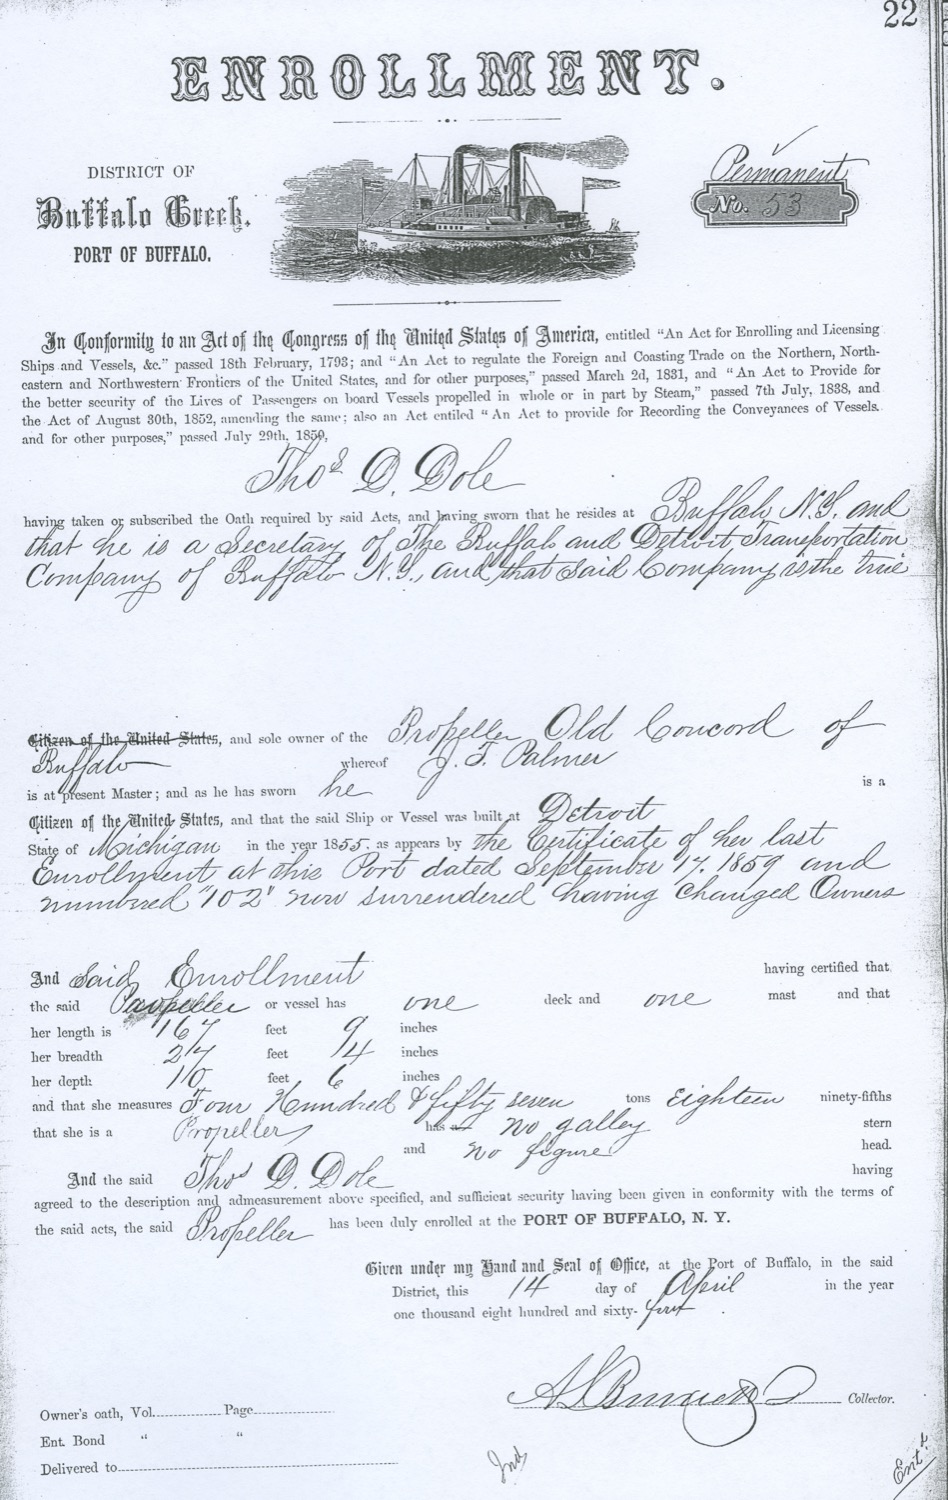 22
ENROLLMENT.
DISTRICT OF
Buffalo Creek.
PORT OF BUFFALO.
Permanent
No. 53
In Conformity to an Act of the Congress of the United States of America, entitled "An Act for Enrolling and Licensing
Ships and Vessels, &c." passed 18th February, 1793; and "An Act to regulate the Foreign and Coasting Trade on the Northern, North-
eastern and Northwestern Frontiers of the United States, and for other purposes," passed March 2d, 1831, and "An Act to Provide for
the better security of the Lives of Passengers on board Vessels propelled in whole or in part by Steam," passed 7th July, 1838, and
the Act of August 30th, 1852, amending the same; also an Act entiled "An Act to provide for Recording the Conveyances of Vessels.
and for other purposes," passed July 29th, 1850,
Thos D. Dole
having taken or subscribed the Oath required by said Acts, and having sworn that he resides at Buffalo N.Y. and
that he is a Secretary of The Buffalo and Detroit Transportation
Company of Buffalo N.Y., and that said Company is the true
Citizen of the United States, and sole owner of the Propeller Old Concord of
Buffalo whereof J. F. Palmer
is at present Master; and as he has sworn he is a
Citizen of the United States, and that the said Ship or Vessel was built at Detroit
State of Michigan in the year 1855. as appears by the Certificate of her last
Enrollment at this Port dated September 17. 1859 and
numbered "102" now surrendered having changed Owners
And Said Enrollment having certified that
the said Propeller or vessel has one deck and one mast and that
her length is 167 feet 9 inches
her breadth 27 feet 4 inches
her depth 10 feet 6 inches
and that she measures Four Hundred & fifty seven tons Eighteen ninety-fifths
that she is a Propeller has no galley stern
and no figure head.
And the said Thos D. Dole having
agreed to the description and admeasurement above specified, and sufficient security having been given in conformity with the terms of
the said acts, the said Propeller has been duly enrolled at the PORT OF BUFFALO, N. Y.
Given under my Hand and Seal of Office, at the Port of Buffalo, in the said
District, this 14 day of April in the year
one thousand eight hundred and sixty-
Collector.
Owner's oath, Vol. Page
Ent. Bond " "
Delivered to
Ind
Entd